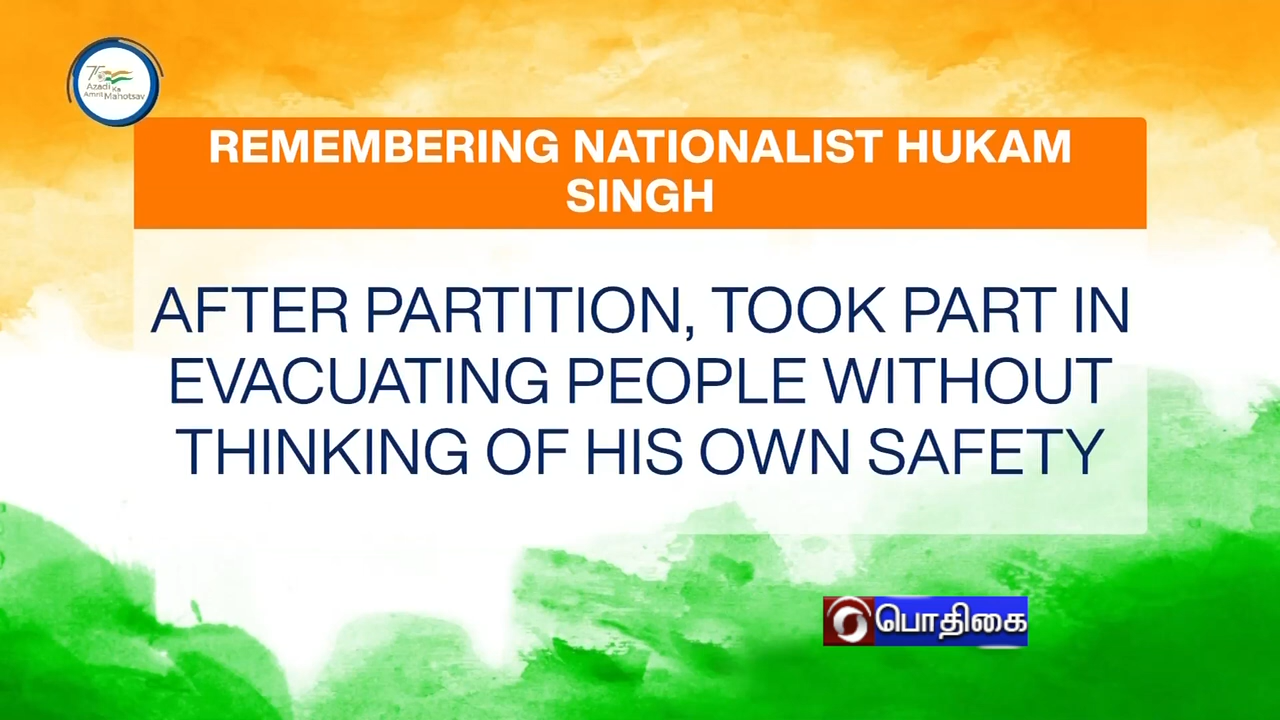 75
Azadi Ka
Amrit Mahotsav
REMEMBERING NATIONALIST HUKAM
SINGH
AFTER PARTITION, TOOK PART IN
EVACUATING PEOPLE WITHOUT
THINKING OF HIS OWN SAFETY
பொதிகை